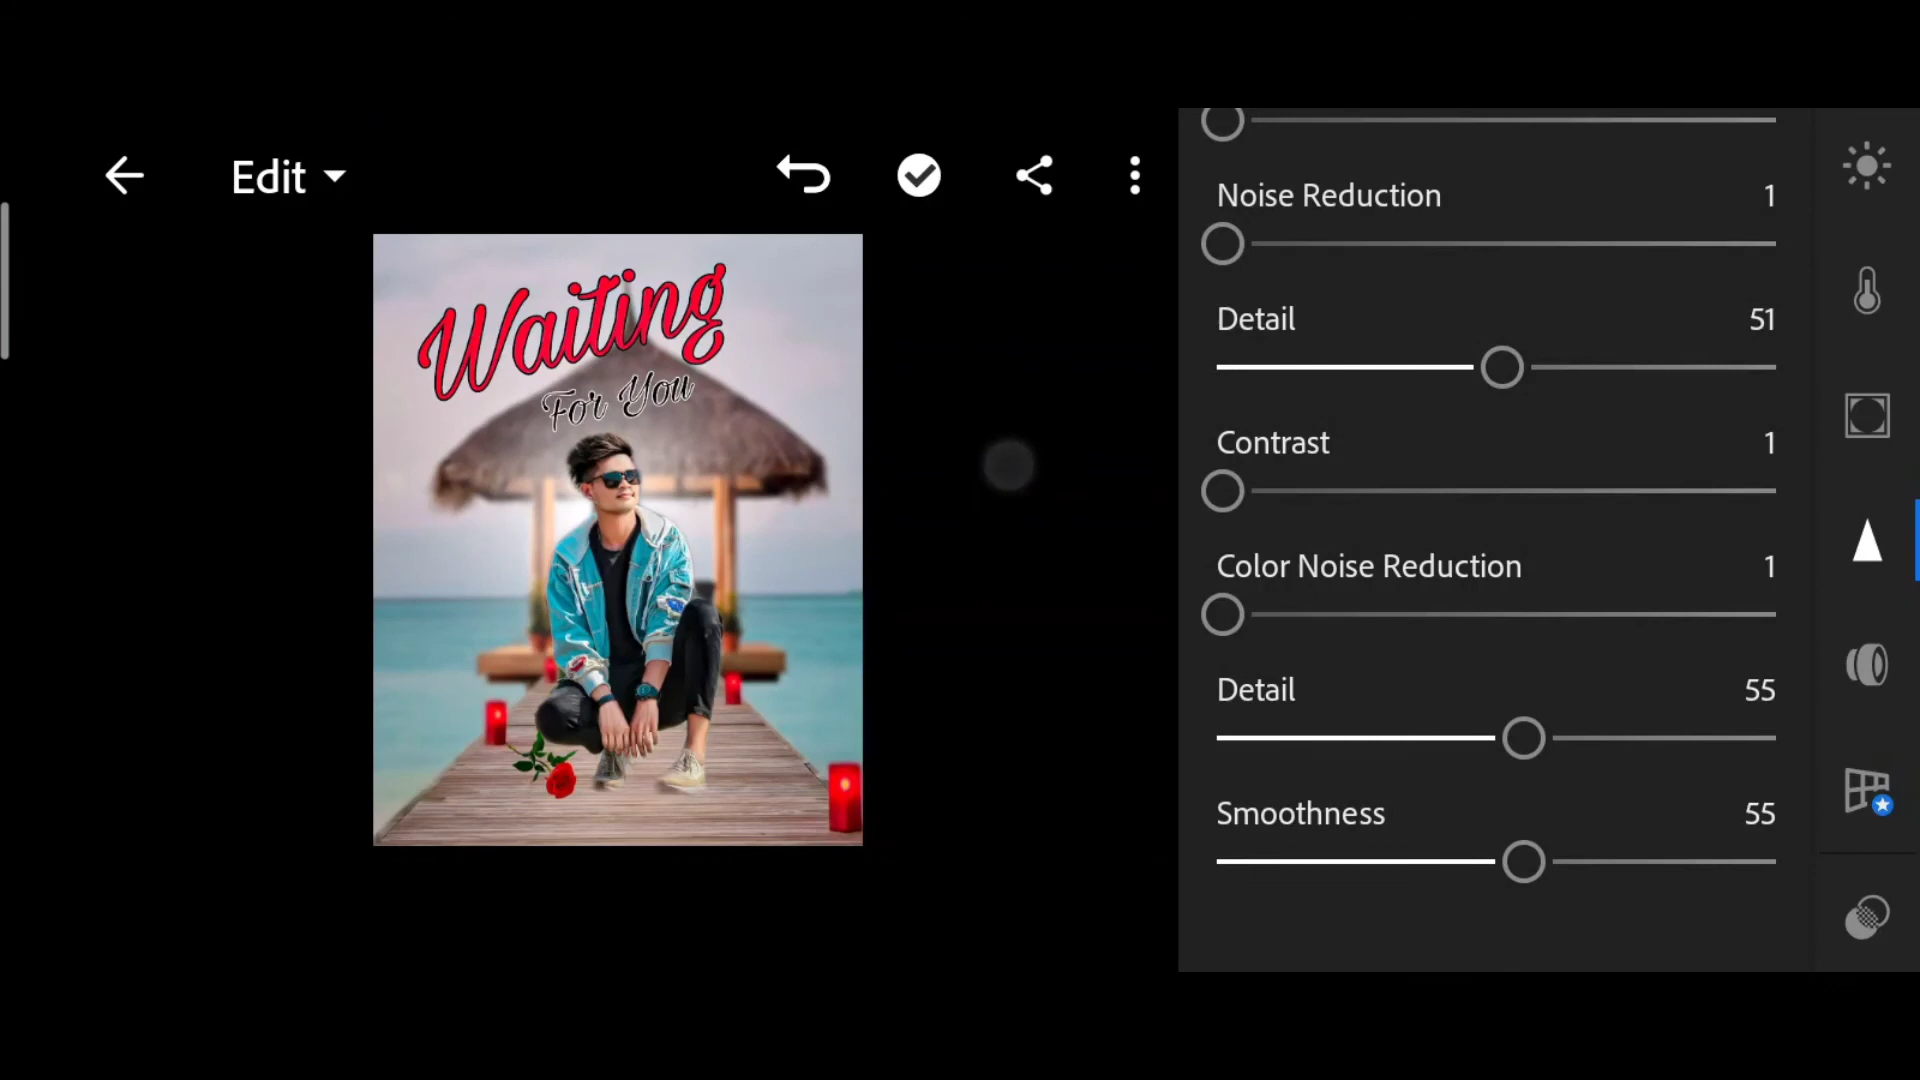 Edit
Noise Reduction 1
Detail 51
Contrast 1
Color Noise Reduction 1
Detail 55
Smoothness 55
Waiting
For You